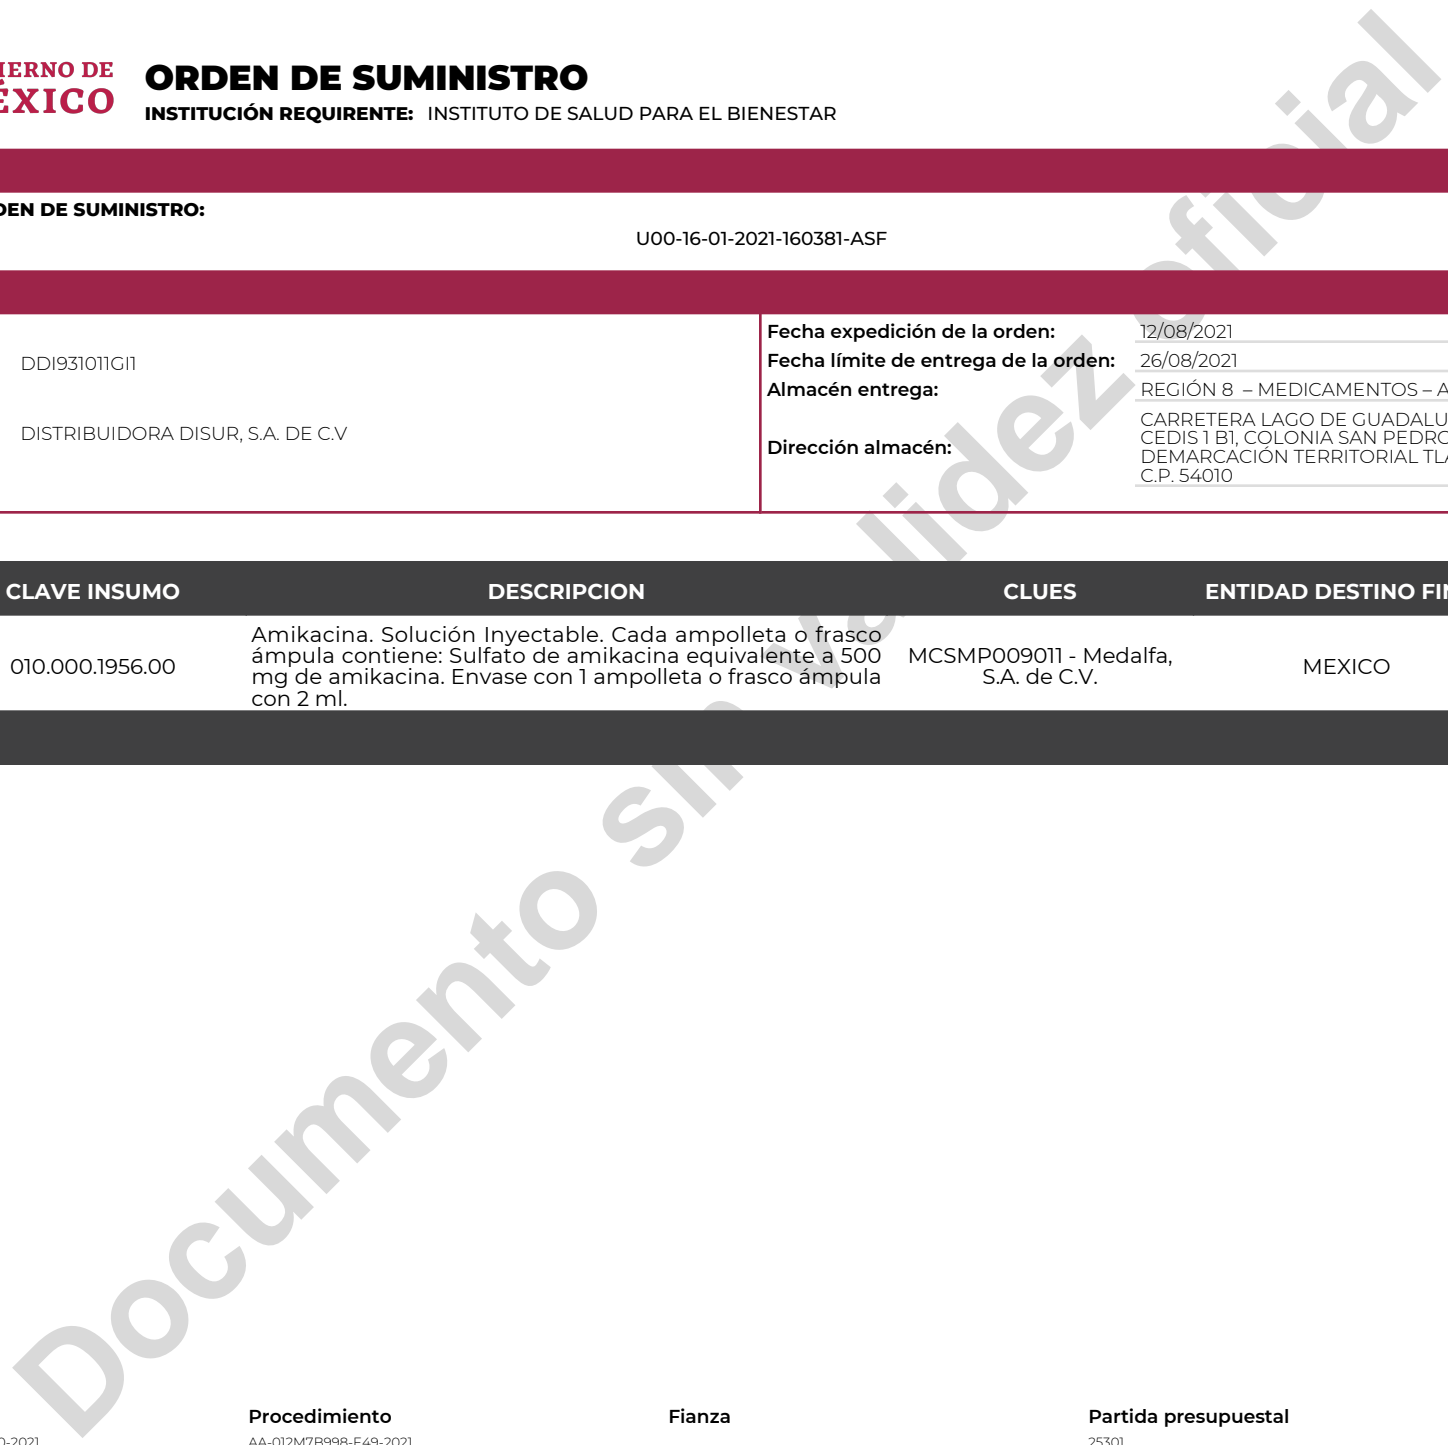 IERNO DE
ÉXICO
ORDEN DE SUMINISTRO
INSTITUCIÓN REQUIRENTE: INSTITUTO DE SALUD PARA EL BIENESTAR
DEN DE SUMINISTRO:
U00-16-01-2021-160381-ASF
DDI931011GI1
DISTRIBUIDORA DISUR, S.A. DE C.V
Fecha expedición de la orden: 12/08/2021
Fecha límite de entrega de la orden: 26/08/2021
Almacén entrega: REGIÓN 8 – MEDICAMENTOS – A
Dirección almacén:
CARRETERA LAGO DE GUADALU
CEDIS 1 B1, COLONIA SAN PEDRO
DEMARCACIÓN TERRITORIAL TLA
C.P. 54010
CLAVE INSUMO DESCRIPCION CLUES ENTIDAD DESTINO FIN
010.000.1956.00
Amikacina. Solución Inyectable. Cada ampolleta o frasco
ámpula contiene: Sulfato de amikacina equivalente a 500
mg de amikacina. Envase con 1 ampolleta o frasco ámpula
con 2 ml.
MCSMP009011 - Medalfa,
S.A. de C.V.
MEXICO
Documento sin validez oficial
Procedimiento Fianza Partida presupuestal
0-2021 AA-012M7B998-E49-2021 25301